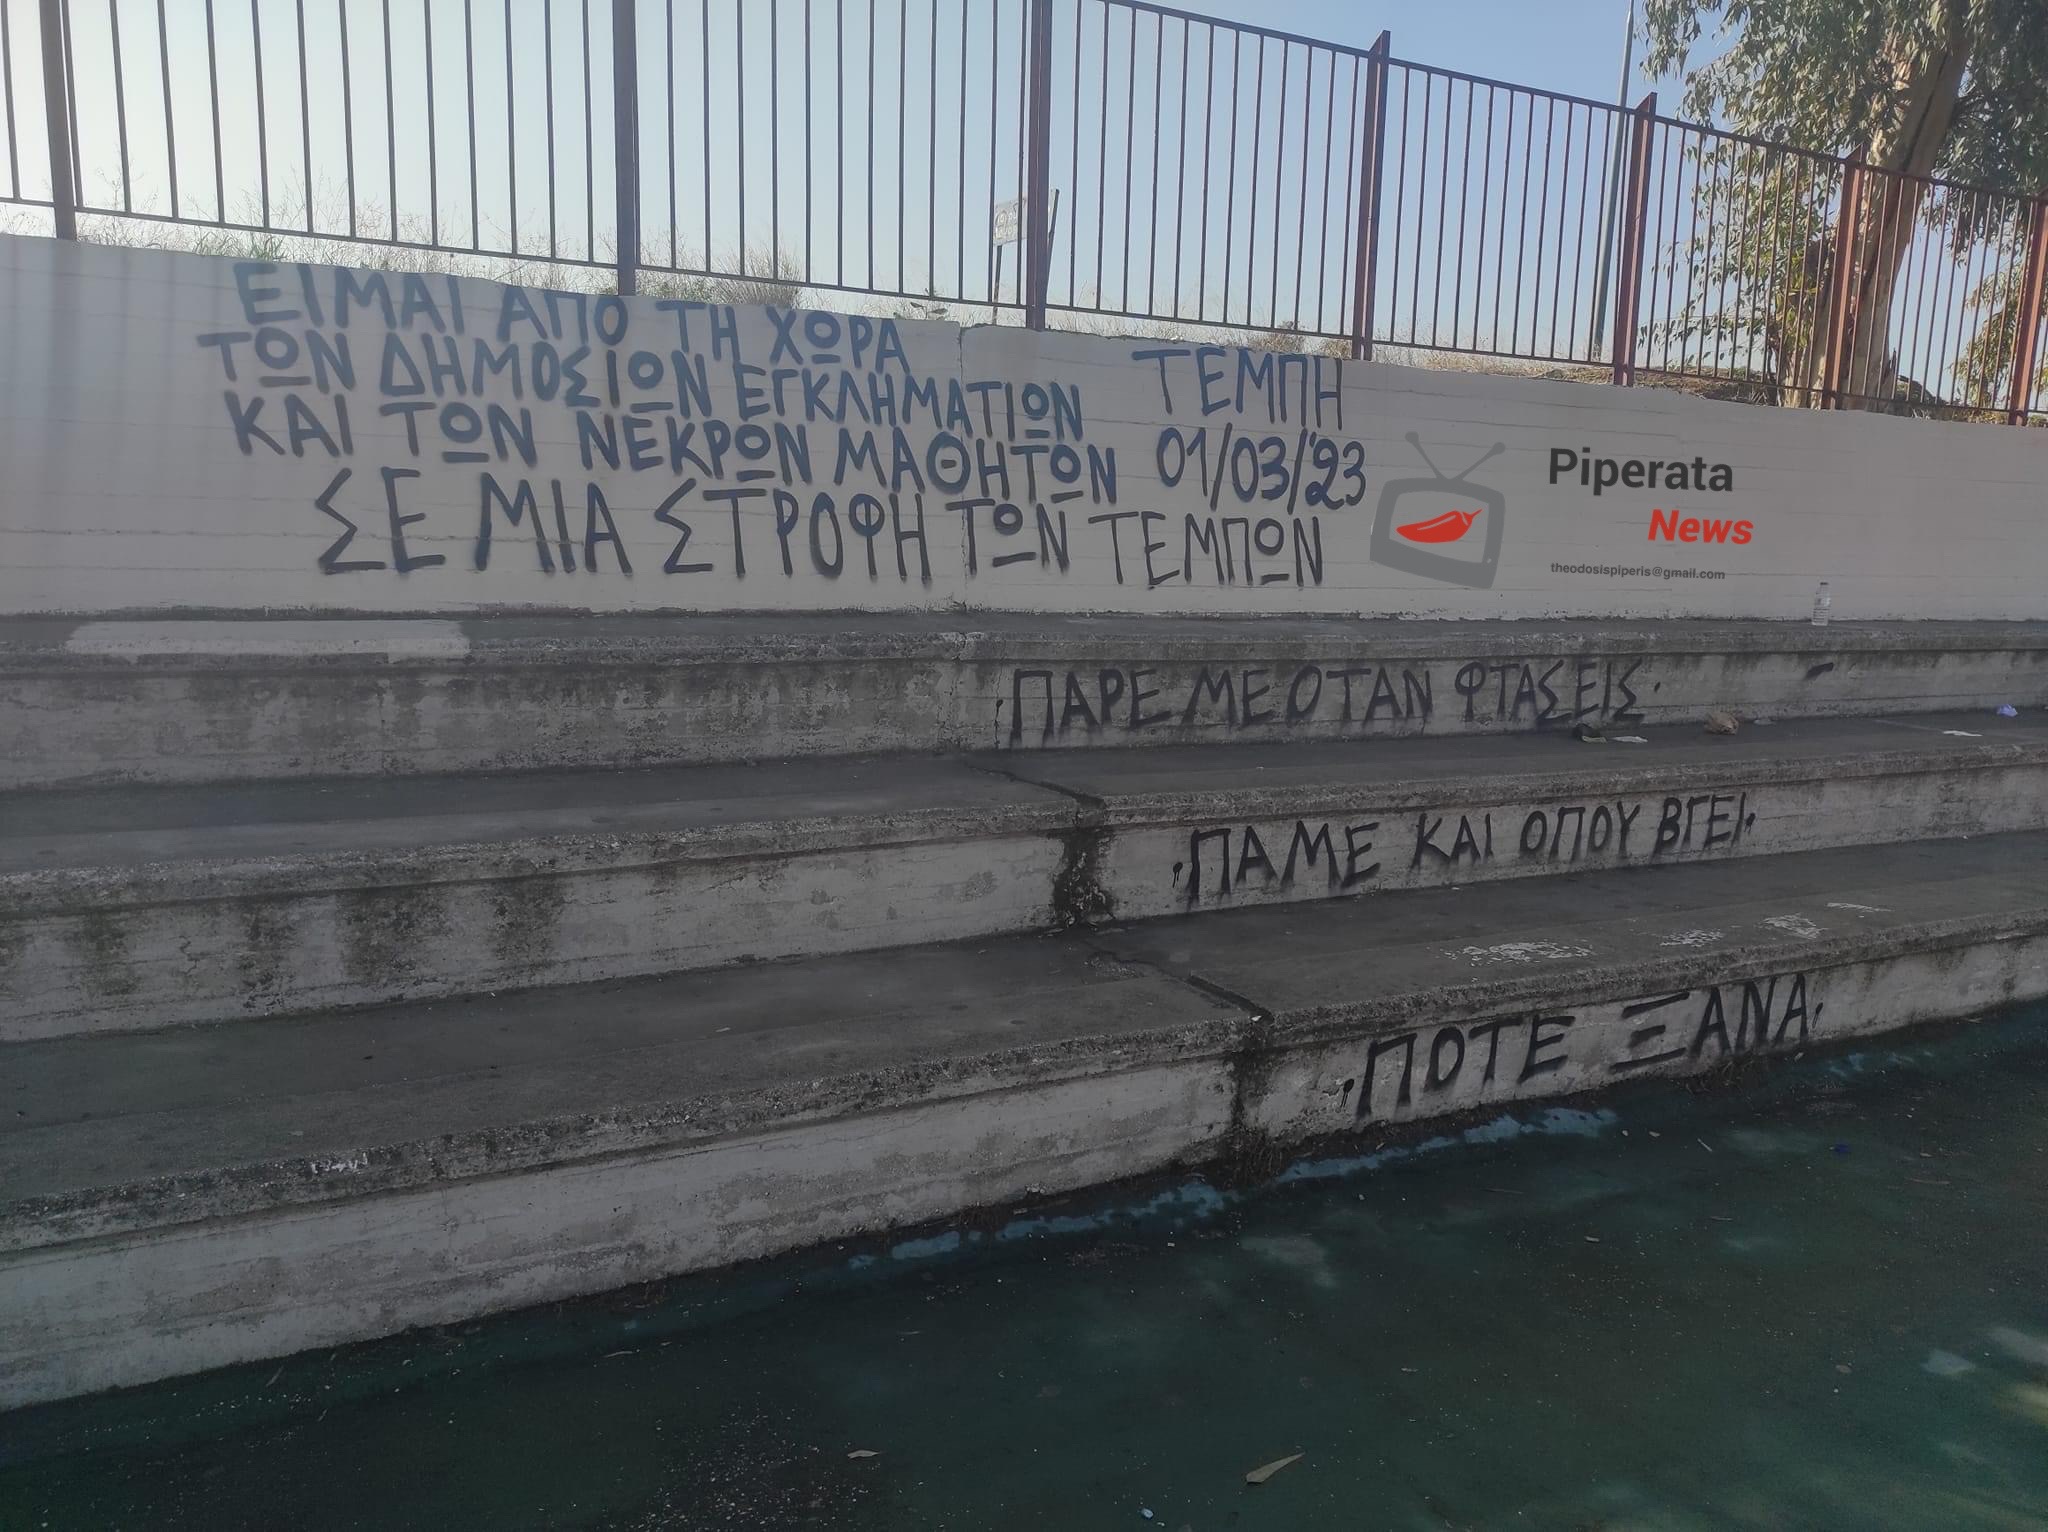 ΕΙΜΑΙ ΑΠΟ ΤΗ ΧΩΡΑ
ΤΩΝ ΔΗΜΟΣΙΩΝ ΕΓΚΛΗΜΑΤΙΩΝ
ΚΑΙ ΤΩΝ ΝΕΚΡΩΝ ΜΑΘΗΤΩΝ
ΣΕ ΜΙΑ ΣΤΡΟΦΗ ΤΩΝ ΤΕΜΠΩΝ
ΤΕΜΠΗ
01/03/'23
Piperata
News
theodosispiperis@gmail.com
·ΠΑΡΕ ΜΕ ΟΤΑΝ ΦΤΑΣΕΙΣ·
·ΠΑΜΕ ΚΑΙ ΟΠΟΥ ΒΓΕΙ·
·ΠΟΤΕ ΞΑΝΑ·